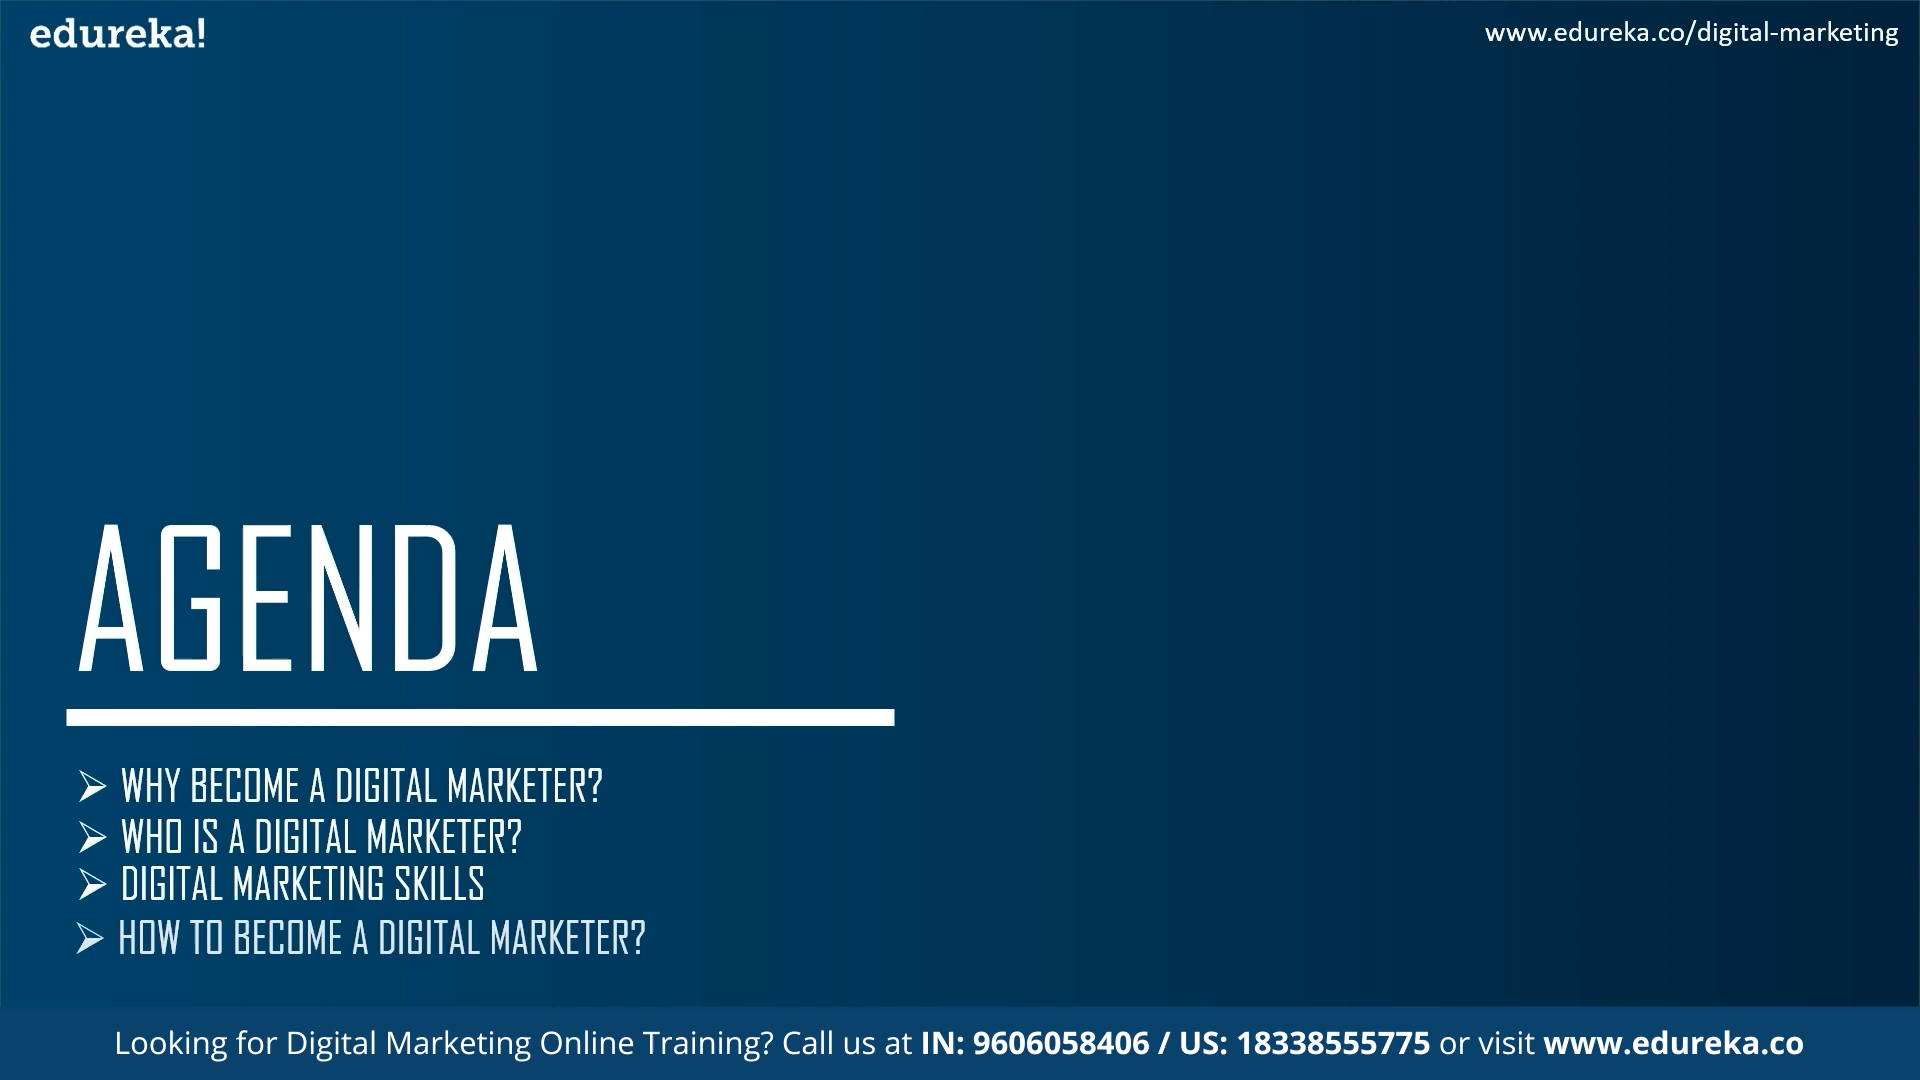 edureka!
www.edureka.co/digital-marketing
AGENDA
➢ WHY BECOME A DIGITAL MARKETER?
➢ WHO IS A DIGITAL MARKETER?
➢ DIGITAL MARKETING SKILLS
➢ HOW TO BECOME A DIGITAL MARKETER?
Looking for Digital Marketing Online Training? Call us at IN: 9606058406 / US: 18338555775 or visit www.edureka.co